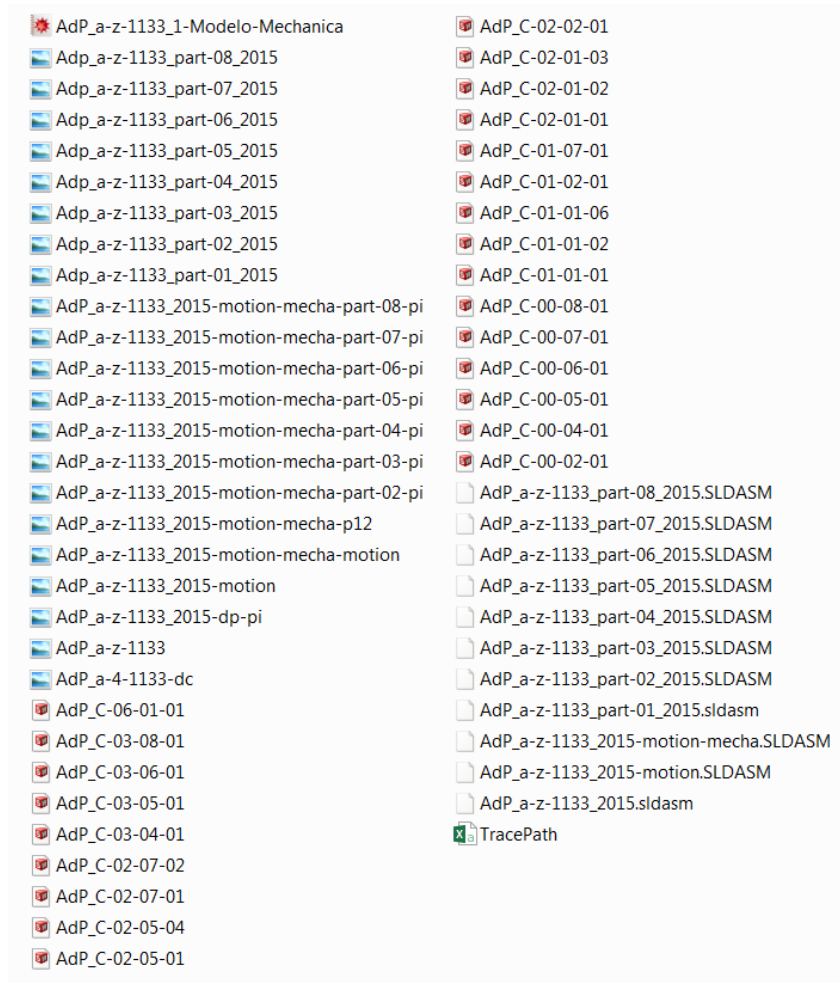 AdP_a-z-1133_1-Modelo-Mechanica
Adp_a-z-1133_part-08_2015
Adp_a-z-1133_part-07_2015
Adp_a-z-1133_part-06_2015
Adp_a-z-1133_part-05_2015
Adp_a-z-1133_part-04_2015
Adp_a-z-1133_part-03_2015
Adp_a-z-1133_part-02_2015
Adp_a-z-1133_part-01_2015
AdP_a-z-1133_2015-motion-mecha-part-08-pi
AdP_a-z-1133_2015-motion-mecha-part-07-pi
AdP_a-z-1133_2015-motion-mecha-part-06-pi
AdP_a-z-1133_2015-motion-mecha-part-05-pi
AdP_a-z-1133_2015-motion-mecha-part-04-pi
AdP_a-z-1133_2015-motion-mecha-part-03-pi
AdP_a-z-1133_2015-motion-mecha-part-02-pi
AdP_a-z-1133_2015-motion-mecha-p12
AdP_a-z-1133_2015-motion-mecha-motion
AdP_a-z-1133_2015-motion
AdP_a-z-1133_2015-dp-pi
AdP_a-z-1133
AdP_a-4-1133-dc
AdP_C-06-01-01
AdP_C-03-08-01
AdP_C-03-06-01
AdP_C-03-05-01
AdP_C-03-04-01
AdP_C-02-07-02
AdP_C-02-07-01
AdP_C-02-05-04
AdP_C-02-05-01
AdP_C-02-02-01
AdP_C-02-01-03
AdP_C-02-01-02
AdP_C-02-01-01
AdP_C-01-07-01
AdP_C-01-02-01
AdP_C-01-01-06
AdP_C-01-01-02
AdP_C-01-01-01
AdP_C-00-08-01
AdP_C-00-07-01
AdP_C-00-06-01
AdP_C-00-05-01
AdP_C-00-04-01
AdP_C-00-02-01
AdP_a-z-1133_part-08_2015.SLDASM
AdP_a-z-1133_part-07_2015.SLDASM
AdP_a-z-1133_part-06_2015.SLDASM
AdP_a-z-1133_part-05_2015.SLDASM
AdP_a-z-1133_part-04_2015.SLDASM
AdP_a-z-1133_part-03_2015.SLDASM
AdP_a-z-1133_part-02_2015.SLDASM
AdP_a-z-1133_part-01_2015.sldasm
AdP_a-z-1133_2015-motion-mecha.SLDASM
AdP_a-z-1133_2015-motion.SLDASM
AdP_a-z-1133_2015.sldasm
TracePath